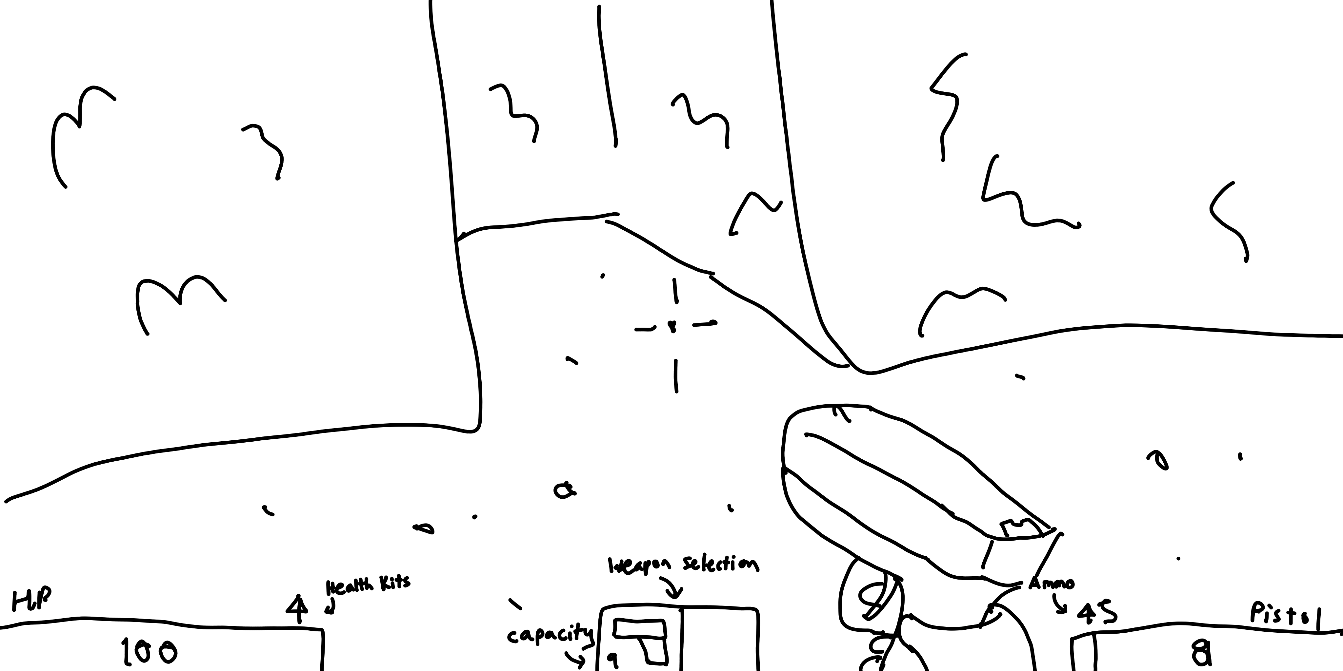 Weapon Selection
HP
4
Health Kits
capacity
9
Ammo
45
Pistol
100
8